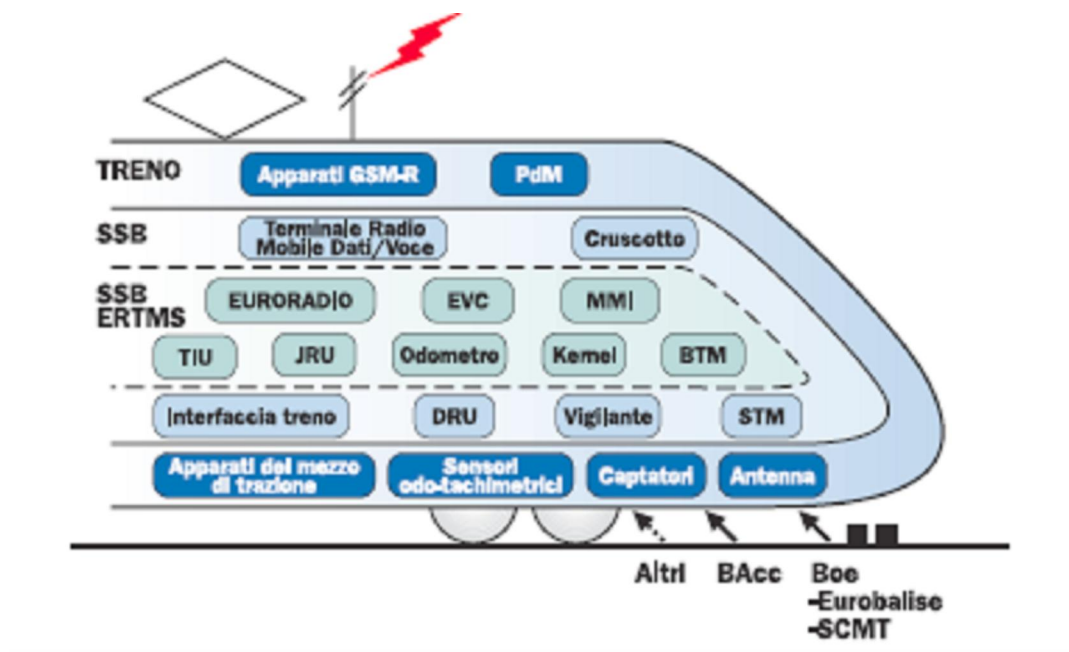 TRENO
Apparati GSM-R
PdM
SSB
Terminale Radio
Mobile Dati/Voce
Cruscotto
SSB
ERTMS
EURORADIO
EVC
MMI
TIU
JRU
Odometro
Kernel
BTM
Interfaccia treno
DRU
Vigilante
STM
Apparati del mezzo
di trazione
Sensori
odo-tachimetrici
Captatori
Antenna
Altri
BAcc
Boe
-Eurobalise
-SCMT